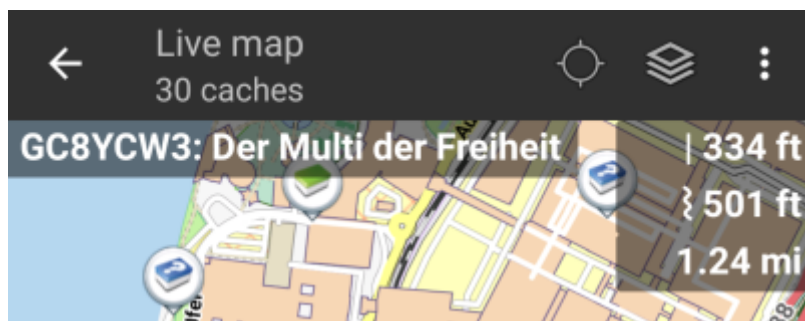 Live map
30 caches
GC8YCW3: Der Multi der Freiheit
| 334 ft
⌇ 501 ft
1.24 mi